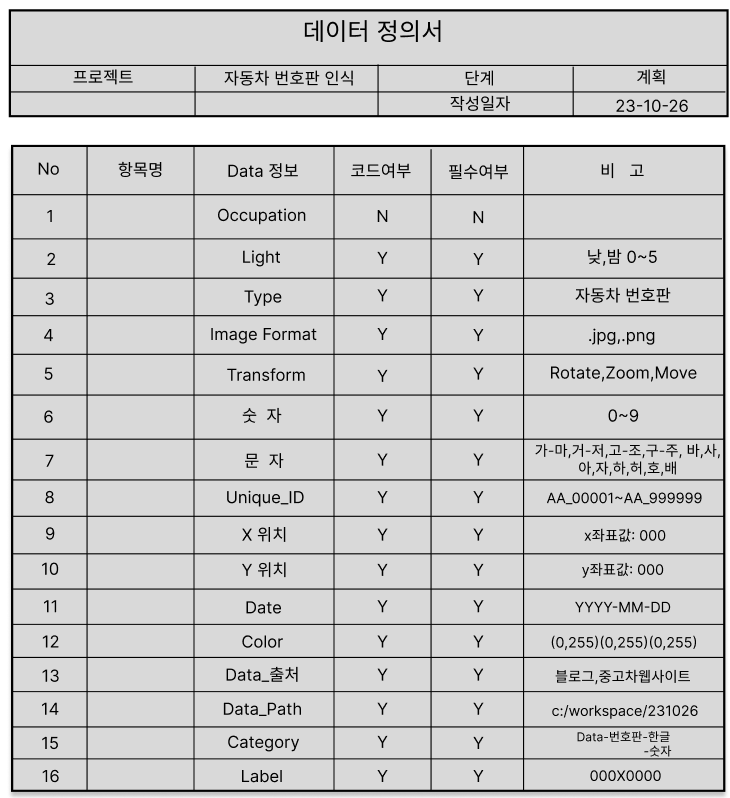 데이터 정의서
프로젝트 자동차 번호판 인식 단계 계획
작성일자 23-10-26
No 항목명 Data 정보 코드여부 필수여부 비 고
1 Occupation N N
2 Light Y Y 낮,밤 0~5
3 Type Y Y 자동차 번호판
4 Image Format Y Y .jpg,.png
5 Transform Y Y Rotate,Zoom,Move
6 숫 자 Y Y 0~9
7 문 자 Y Y 가-마,거-저,고-조,구-주, 바,사,
아,자,하,허,호,배
8 Unique_ID Y Y AA_00001~AA_999999
9 X 위치 Y Y x좌표값: 000
10 Y 위치 Y Y y좌표값: 000
11 Date Y Y YYYY-MM-DD
12 Color Y Y (0,255)(0,255)(0,255)
13 Data_출처 Y Y 블로그,중고차웹사이트
14 Data_Path Y Y c:/workspace/231026
15 Category Y Y Data-번호판-한글
-숫자
16 Label Y Y 000X0000